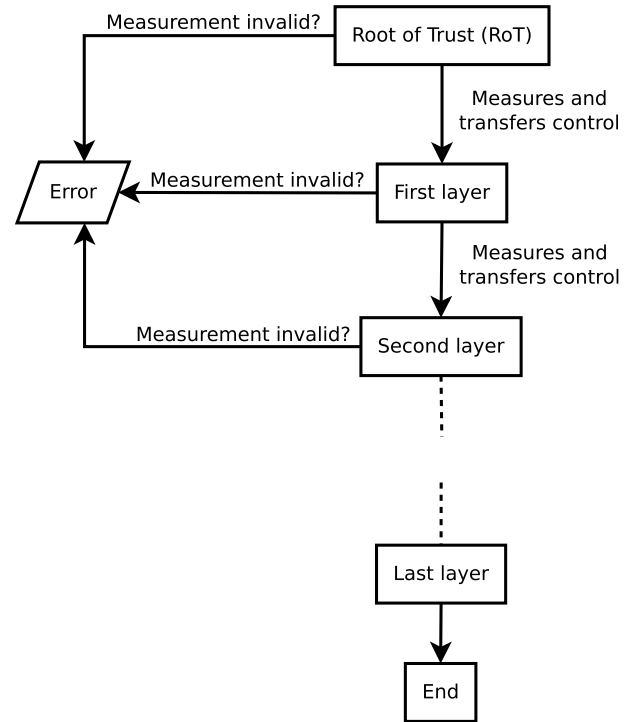 Measurement invalid?
Root of Trust (RoT)
Measures and
transfers control
Error
Measurement invalid?
First layer
Measures and
transfers control
Measurement invalid?
Second layer
Last layer
End